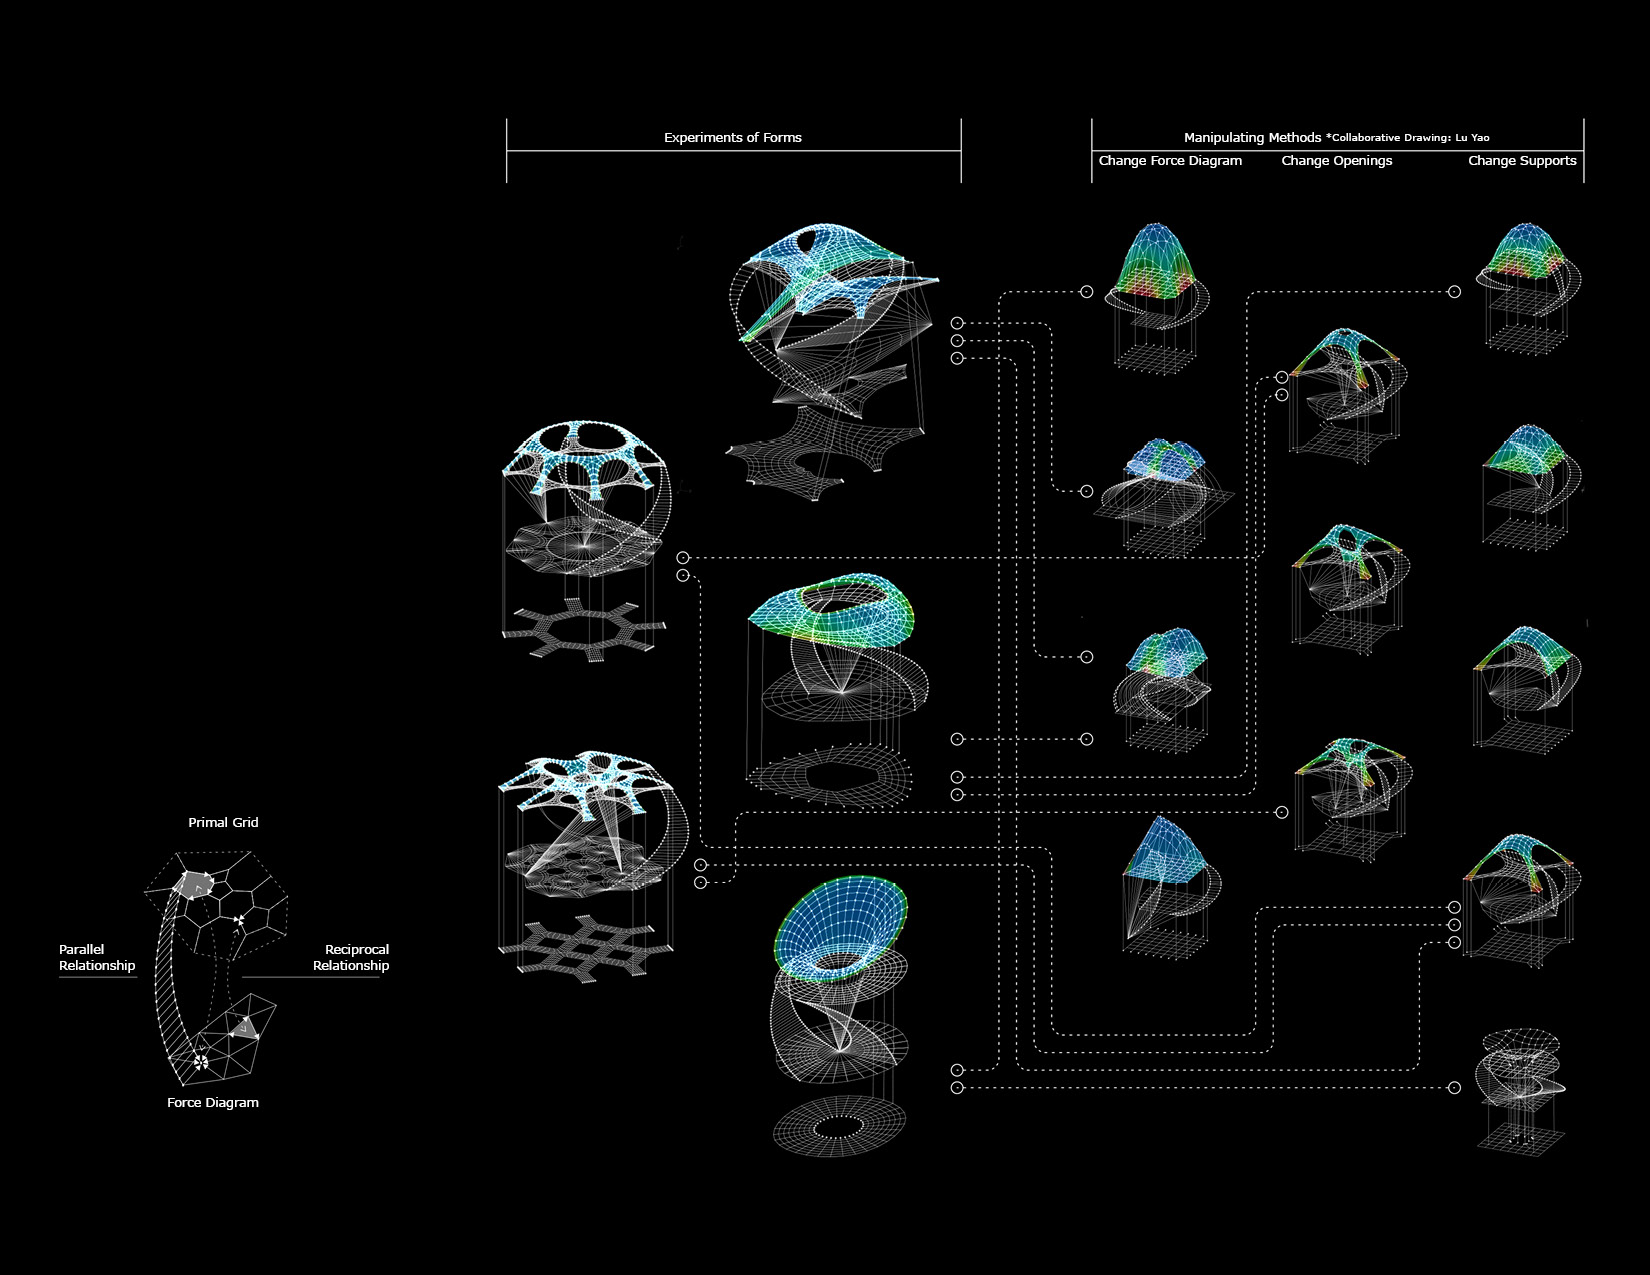 Experiments of Forms
Manipulating Methods *Collaborative Drawing: Lu Yao
Change Force Diagram
Change Openings
Change Supports
Primal Grid
Parallel
Relationship
Reciprocal
Relationship
Force Diagram